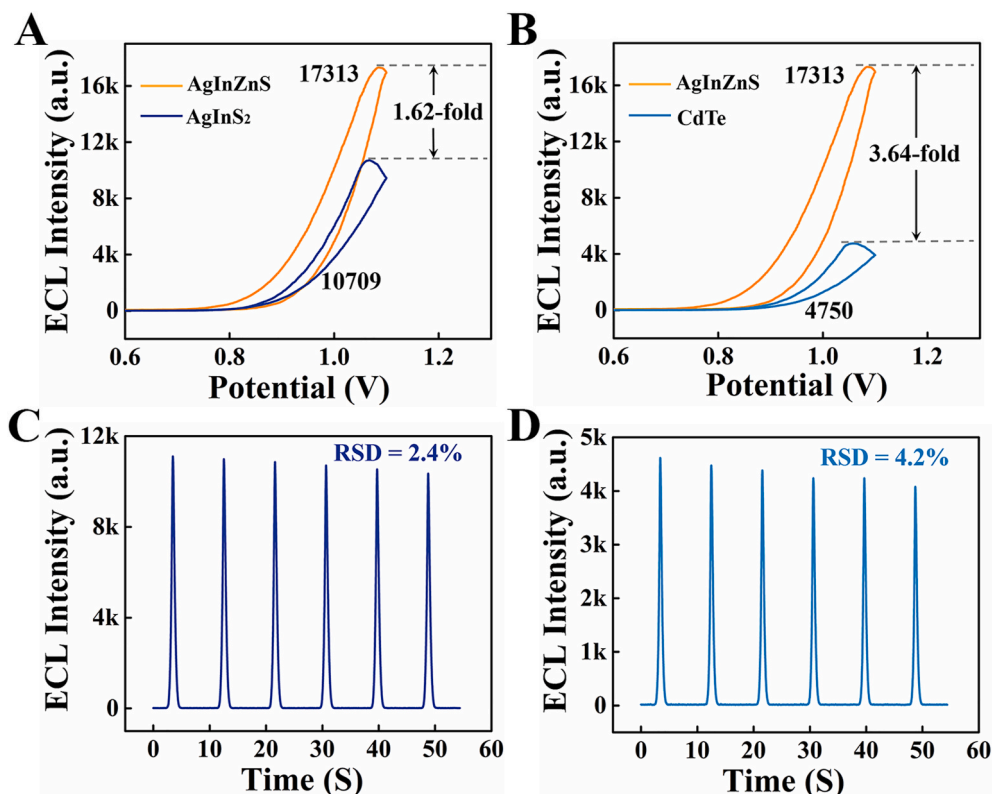 A
ECL Intensity (a.u.)
16k
12k
8k
4k
0
AgInZnS
AgInS₂
17313
1.62-fold
10709
0.6
0.8
1.0
1.2
Potential (V)
B
ECL Intensity (a.u.)
16k
12k
8k
4k
0
AgInZnS
CdTe
17313
3.64-fold
4750
0.6
0.8
1.0
1.2
Potential (V)
C
ECL Intensity (a.u.)
12k
8k
4k
0
RSD = 2.4%
0
10
20
30
40
50
60
Time (S)
D
ECL Intensity (a.u.)
5k
4k
3k
2k
1k
0
RSD = 4.2%
0
10
20
30
40
50
60
Time (S)